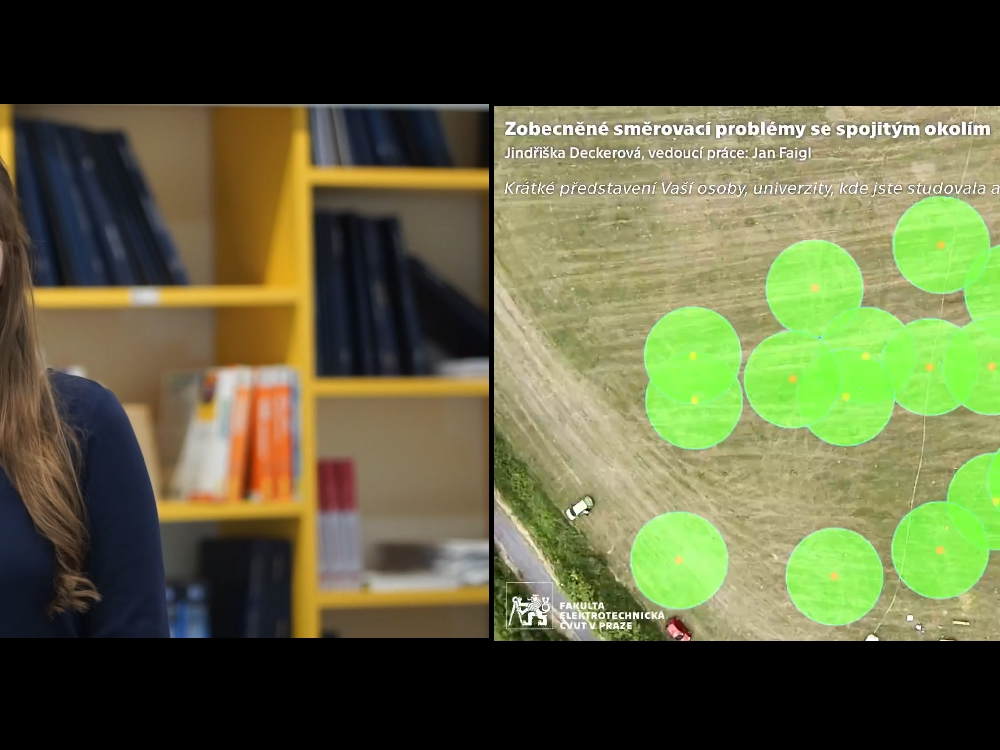 Zobecněné směrovací problémy se spojitým okolím
Jindřiška Deckerová, vedoucí práce: Jan Faigl
Krátké představení Vaší osoby, univerzity, kde jste studovala a
FAKULTA
ELEKTROTECHNICKÁ
ČVUT V PRAZE